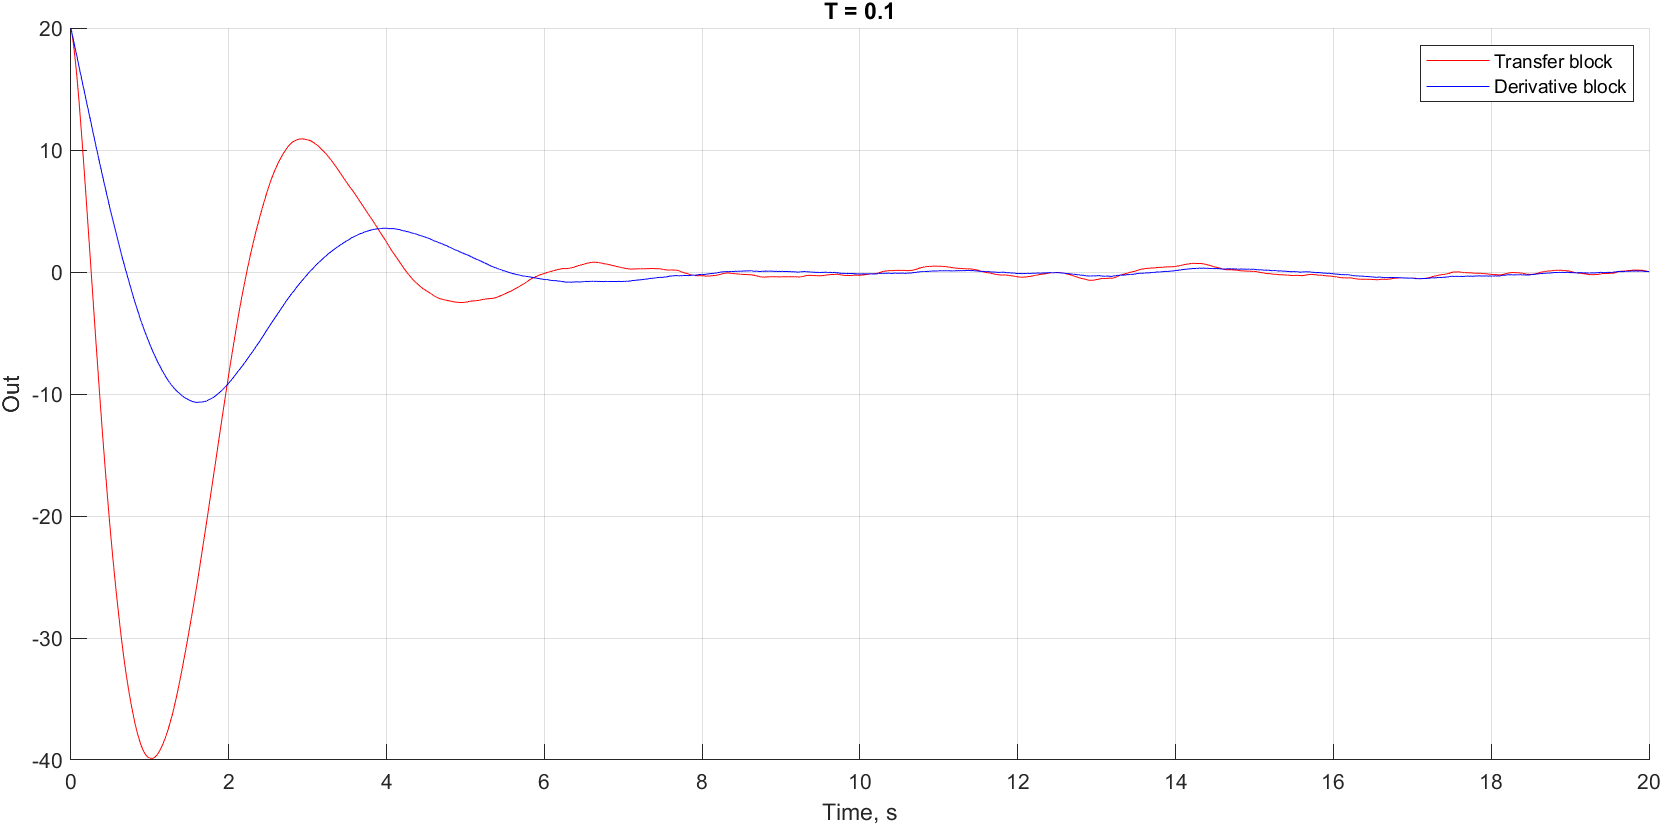 T = 0.1
Transfer block
Derivative block
20
10
0
-10
-20
-30
-40
Out
0 2 4 6 8 10 12 14 16 18 20
Time, s